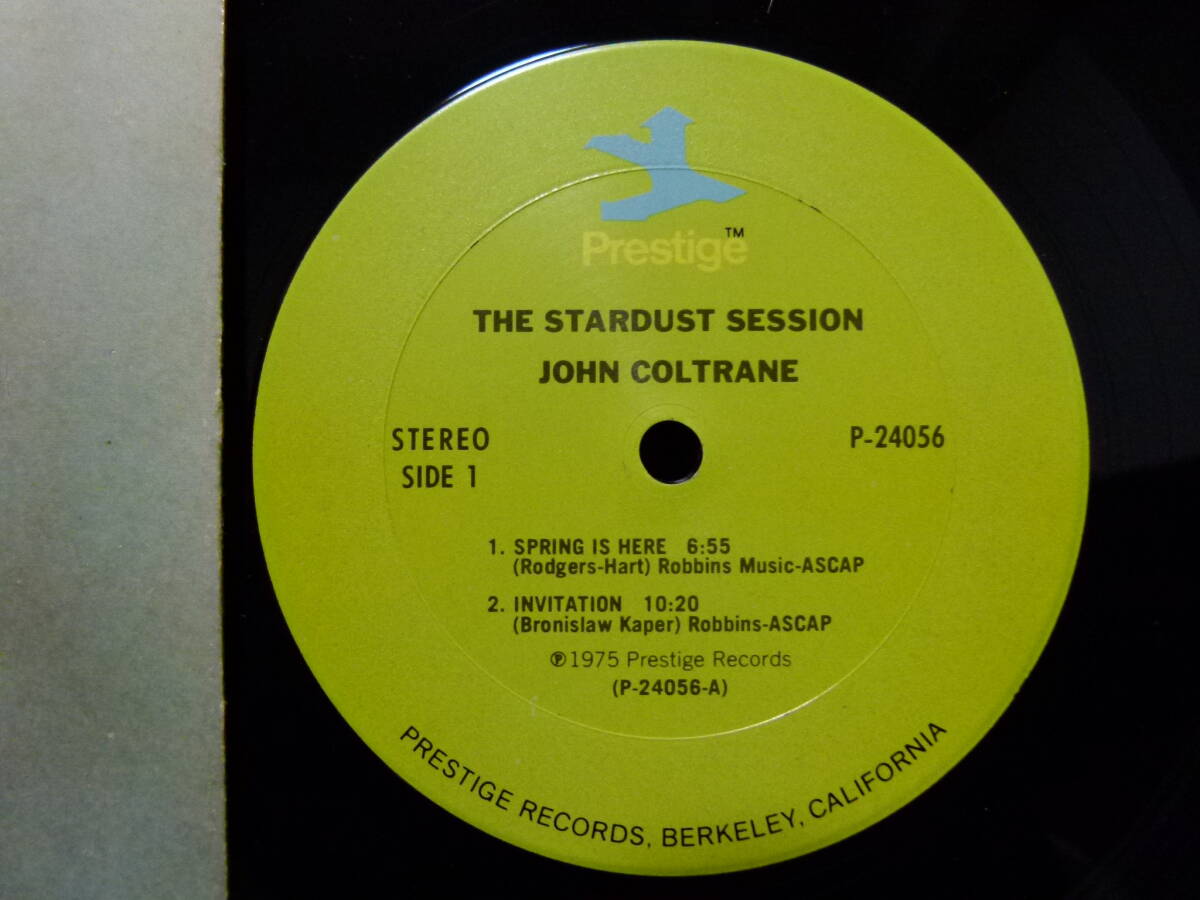 Prestige™
THE STARDUST SESSION
JOHN COLTRANE
STEREO
SIDE 1
P-24056
1. SPRING IS HERE 6:55
(Rodgers-Hart) Robbins Music-ASCAP
2. INVITATION 10:20
(Bronislaw Kaper) Robbins-ASCAP
℗1975 Prestige Records
(P-24056-A)
PRESTIGE RECORDS, BERKELEY, CALIFORNIA